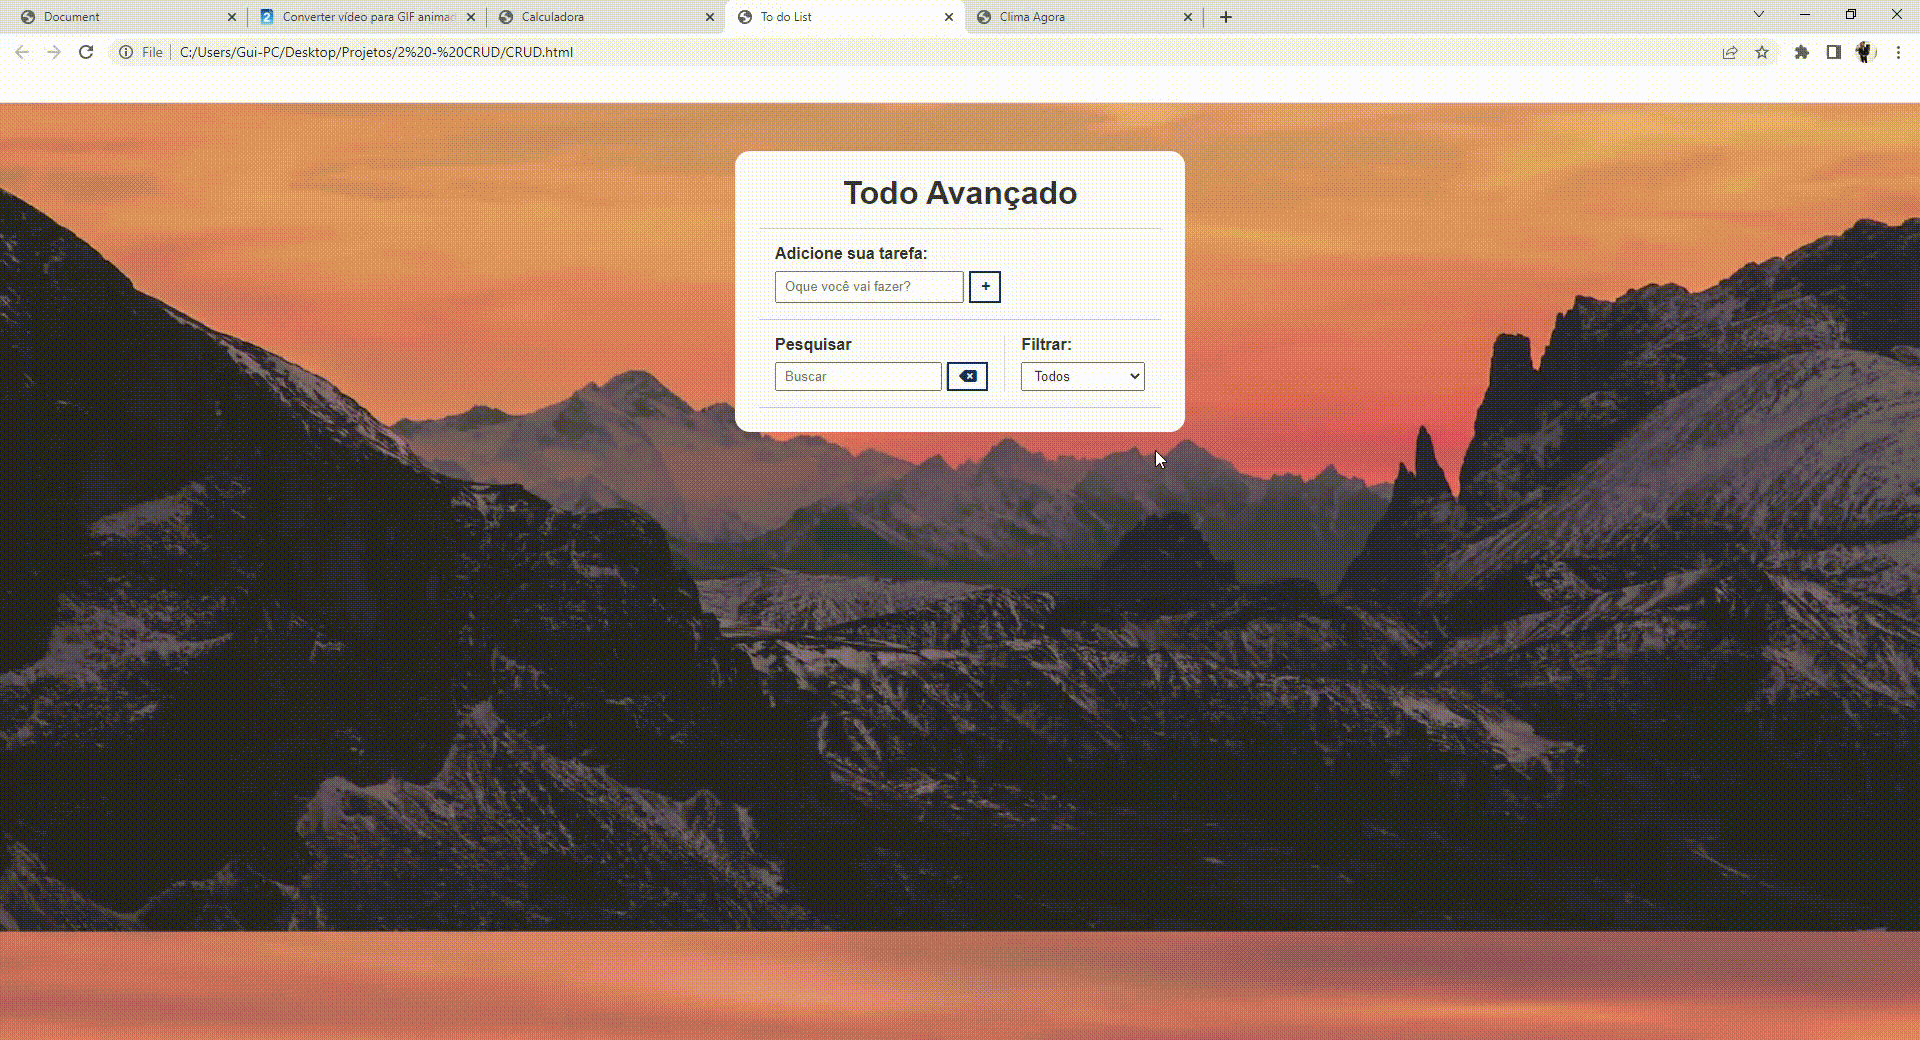 Document
Converter vídeo para GIF animad
Calculadora
To do List
Clima Agora
File
C:/Users/Gui-PC/Desktop/Projetos/2%20-%20CRUD/CRUD.html
Todo Avançado
Adicione sua tarefa:
Oque você vai fazer?
+
Pesquisar
Filtrar:
Buscar
Todos